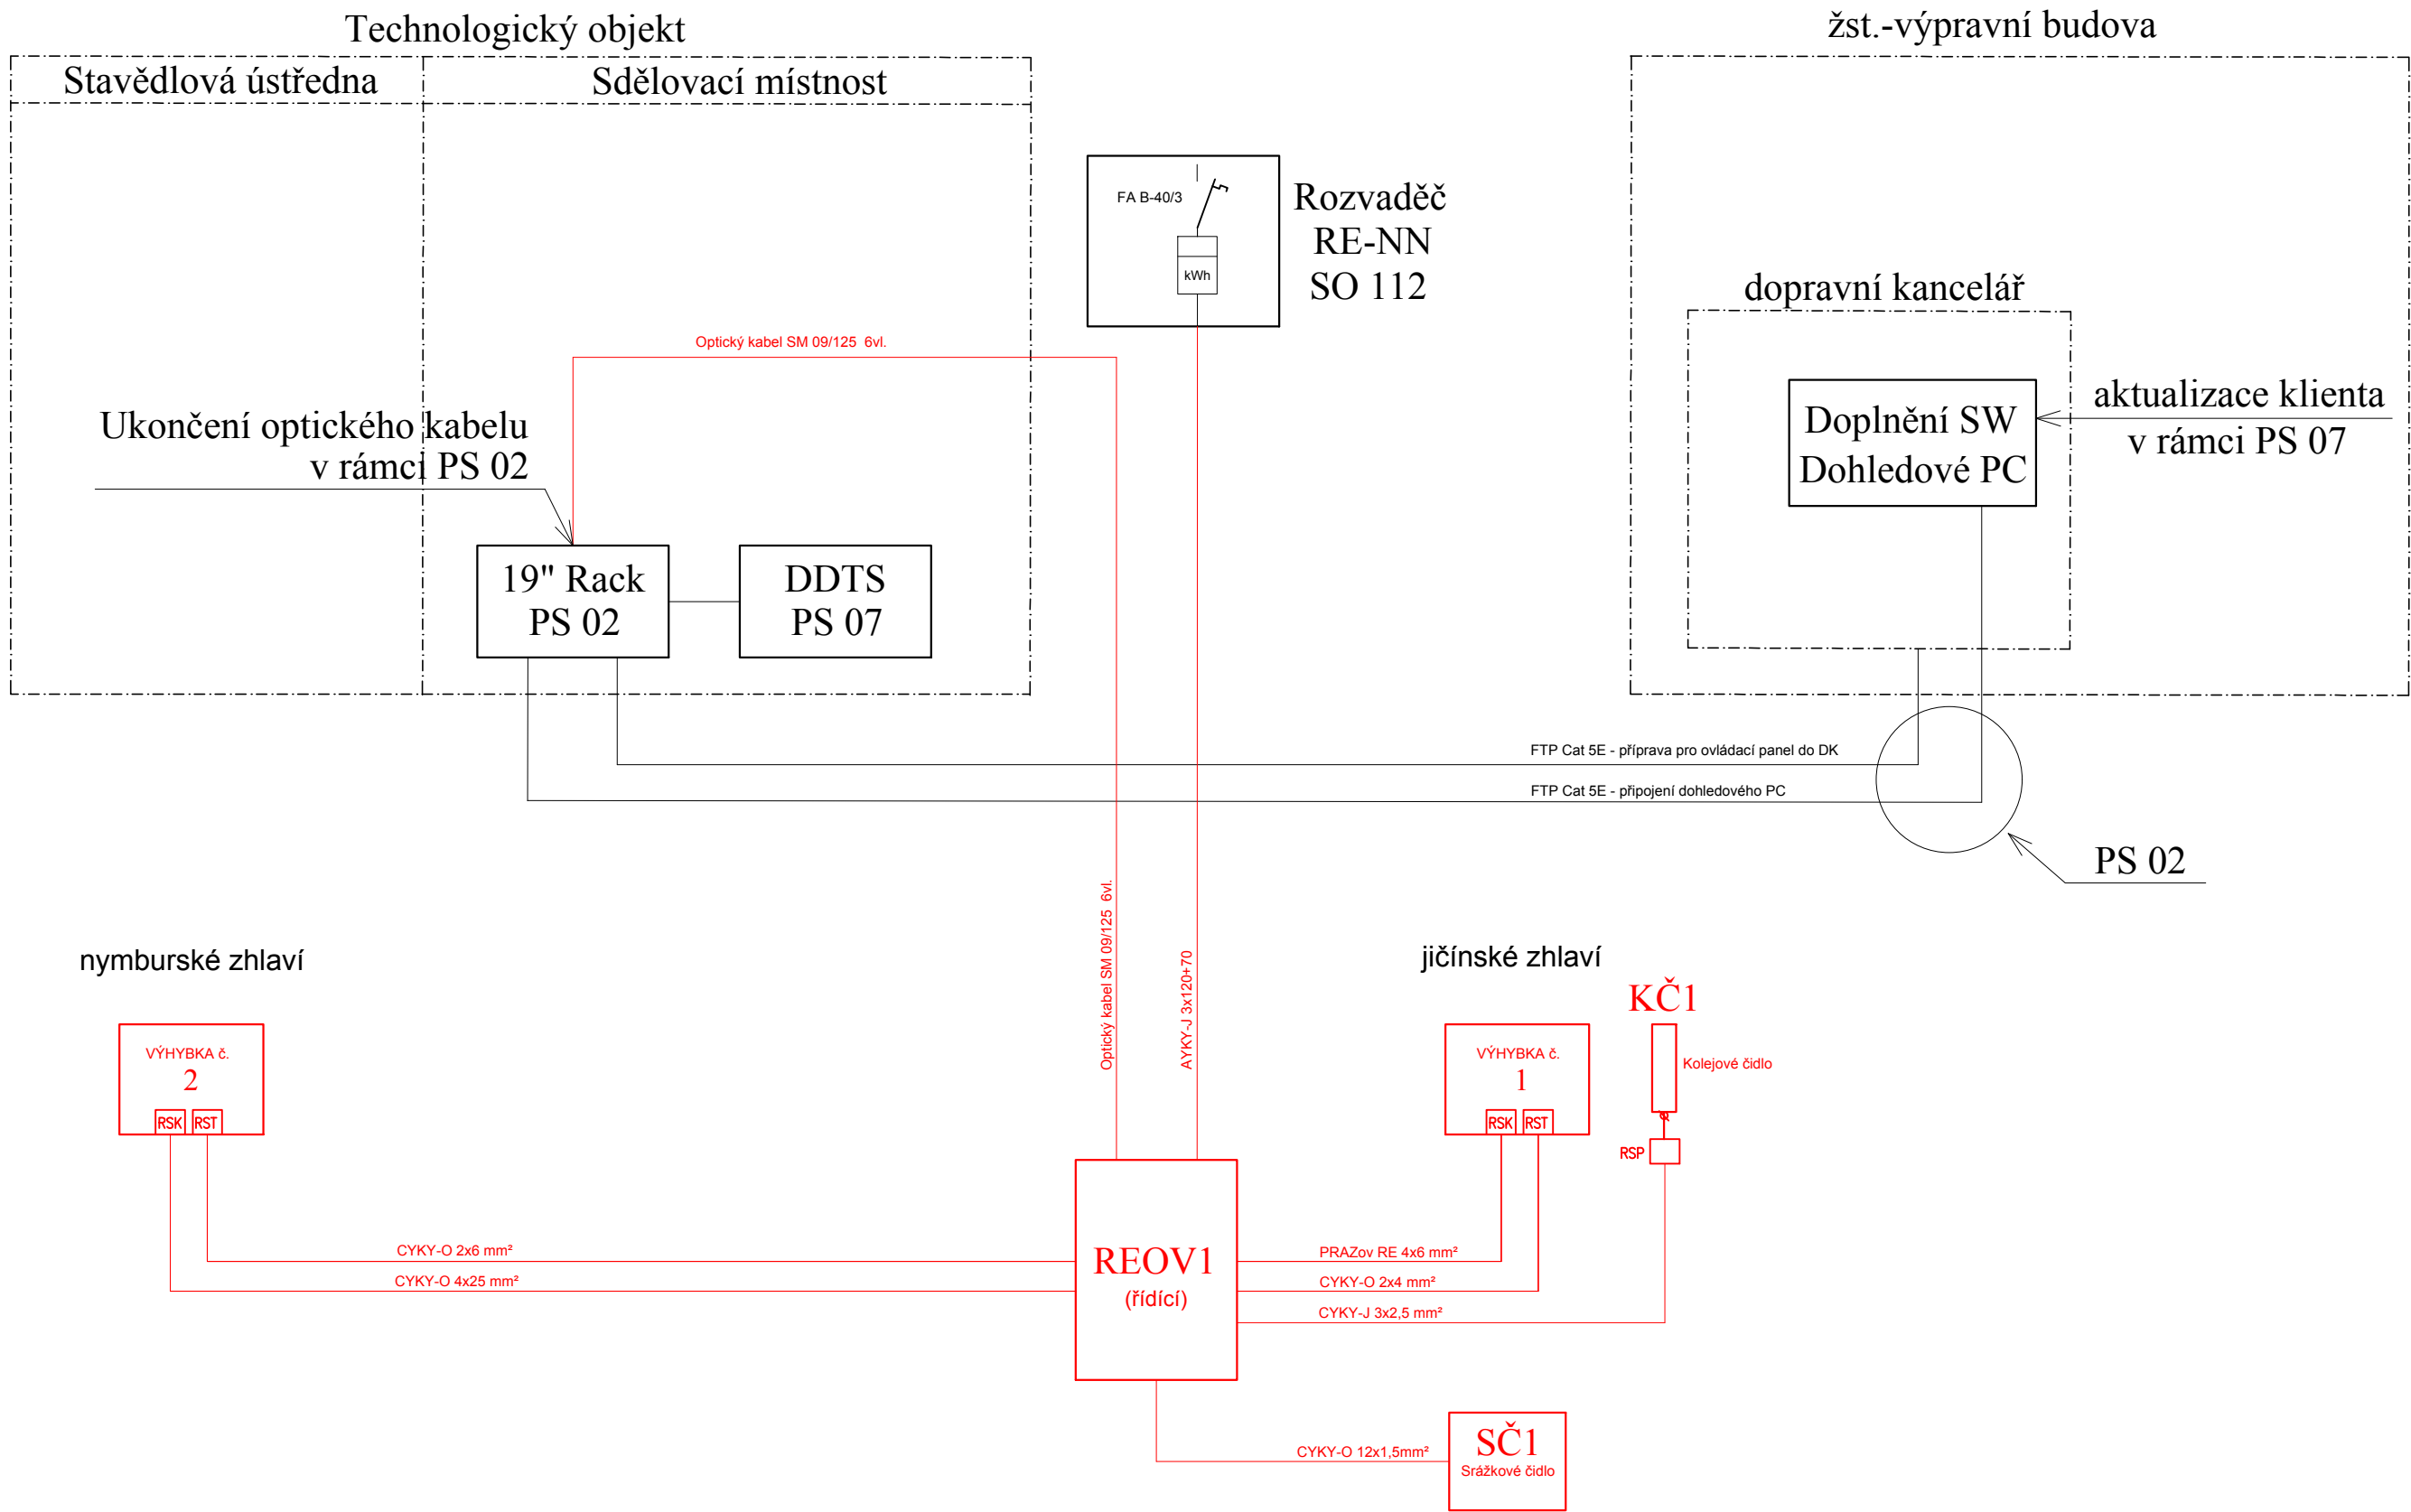 Technologický objekt
Stavědlová ústředna
Sdělovací místnost
žst.-výpravní budova
FA B-40/3
kWh
Rozvaděč
RE-NN
SO 112
dopravní kancelář
Optický kabel SM 09/125 6vl.
Doplnění SW
Dohledové PC
aktualizace klienta
v rámci PS 07
Ukončení optického kabelu
v rámci PS 02
19" Rack
PS 02
DDTS
PS 07
FTP Cat 5E - příprava pro ovládací panel do DK
FTP Cat 5E - připojení dohledového PC
PS 02
Optický kabel SM 09/125 6vl.
AYKY-J 3x120+70
nymburské zhlaví
jičínské zhlaví
VÝHYBKA č.
2
RSK
RST
VÝHYBKA č.
1
RSK
RST
KČ1
Kolejové čidlo
RSP
CYKY-O 2x6 mm²
CYKY-O 4x25 mm²
REOV1
(řídící)
PRAZov RE 4x6 mm²
CYKY-O 2x4 mm²
CYKY-J 3x2,5 mm²
CYKY-O 12x1,5mm²
SČ1
Srážkové čidlo